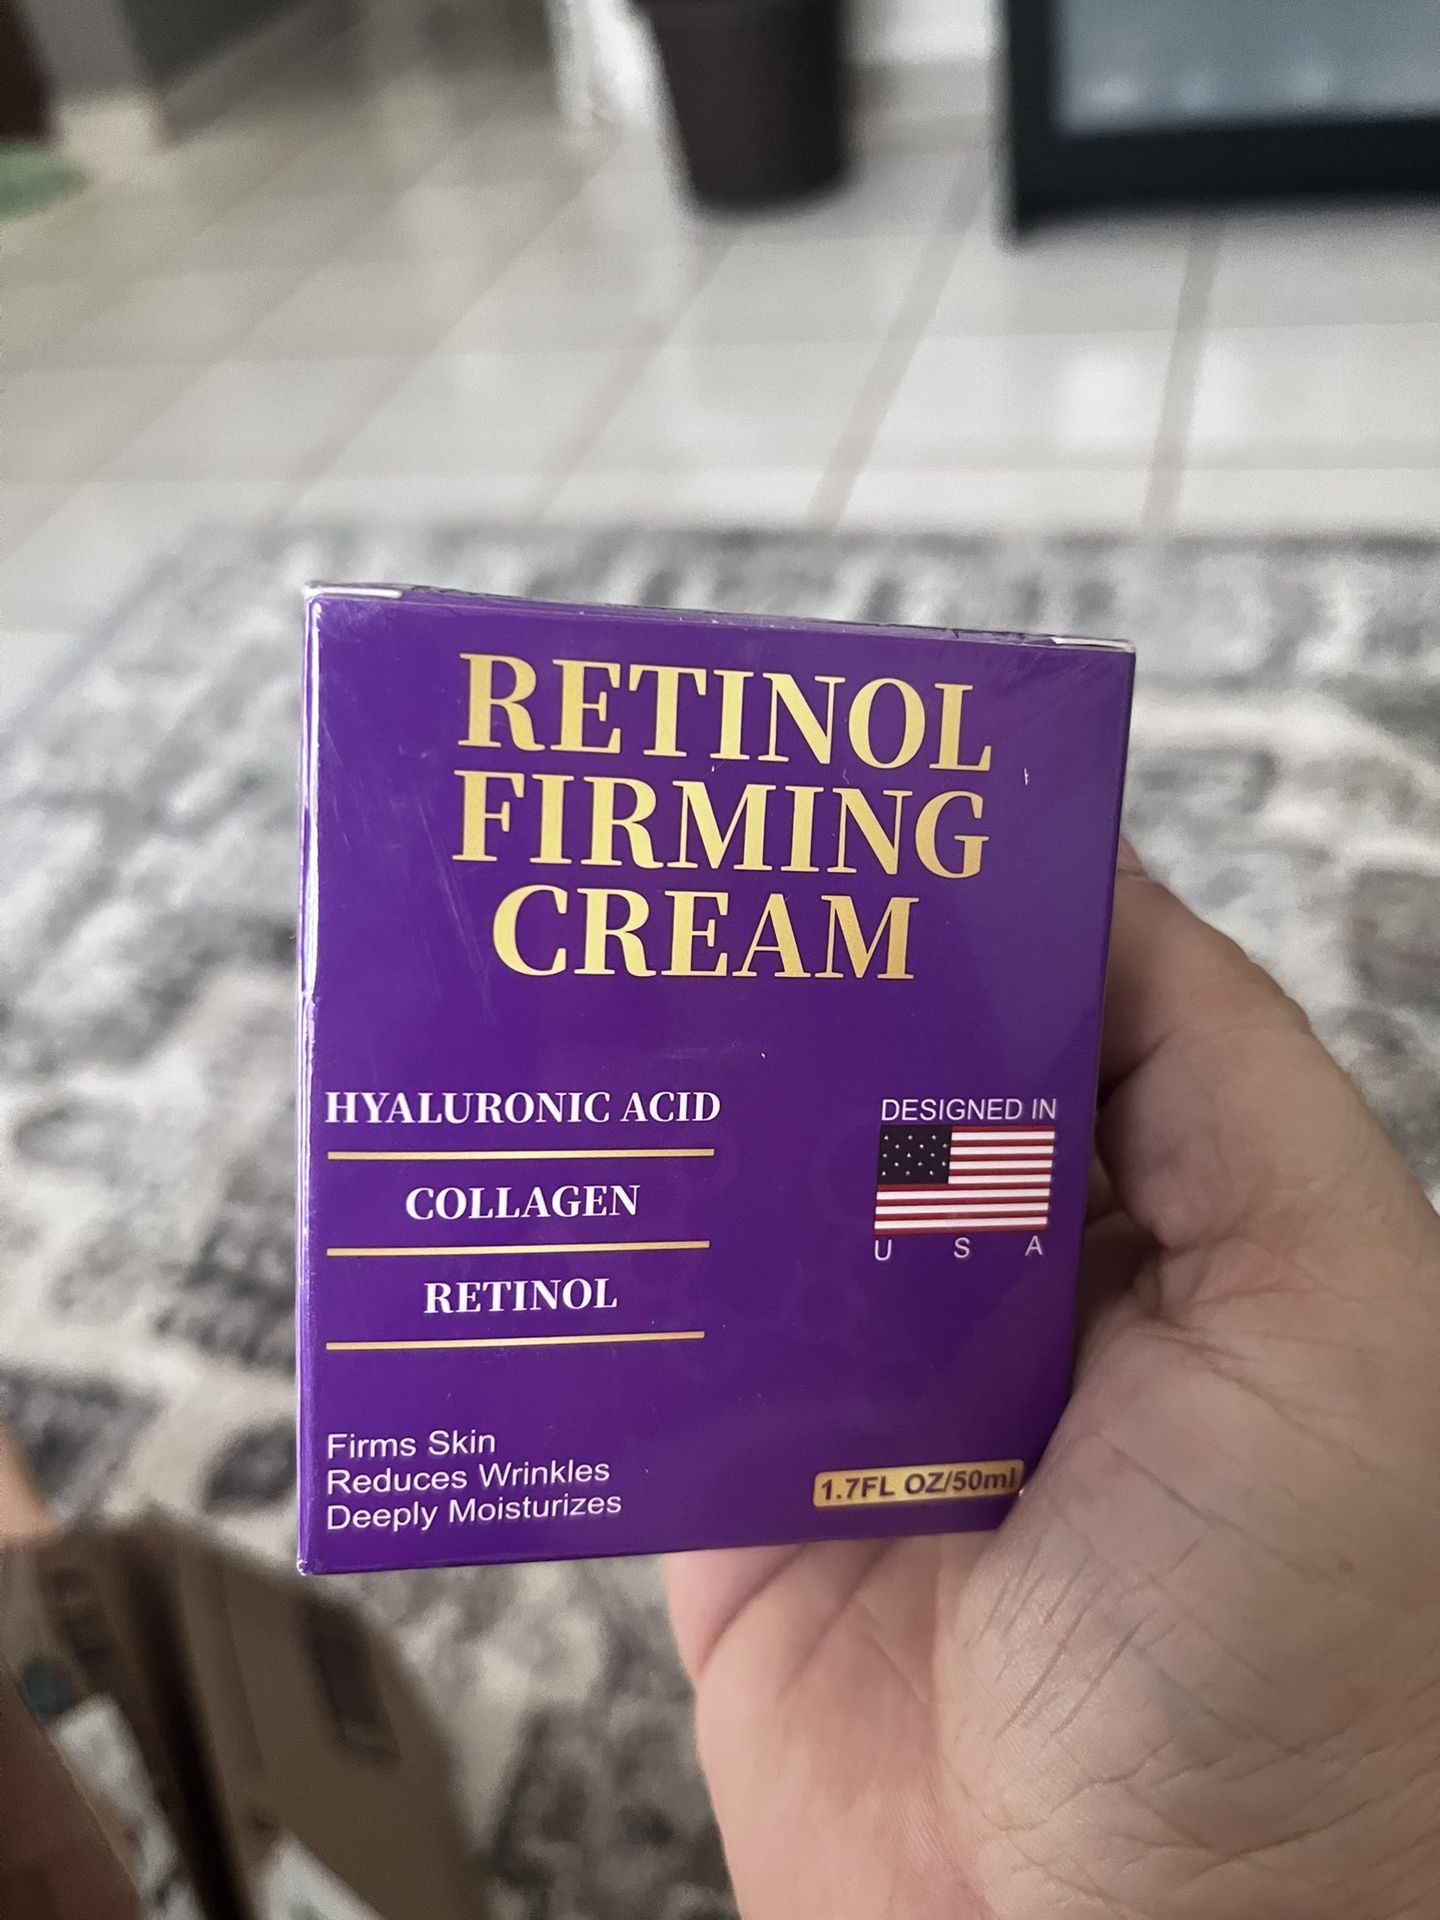 RETINOL
FIRMING
CREAM
HYALURONIC ACID
COLLAGEN
RETINOL
DESIGNED IN
U S A
Firms Skin
Reduces Wrinkles
Deeply Moisturizes
1.7FL OZ/50ml